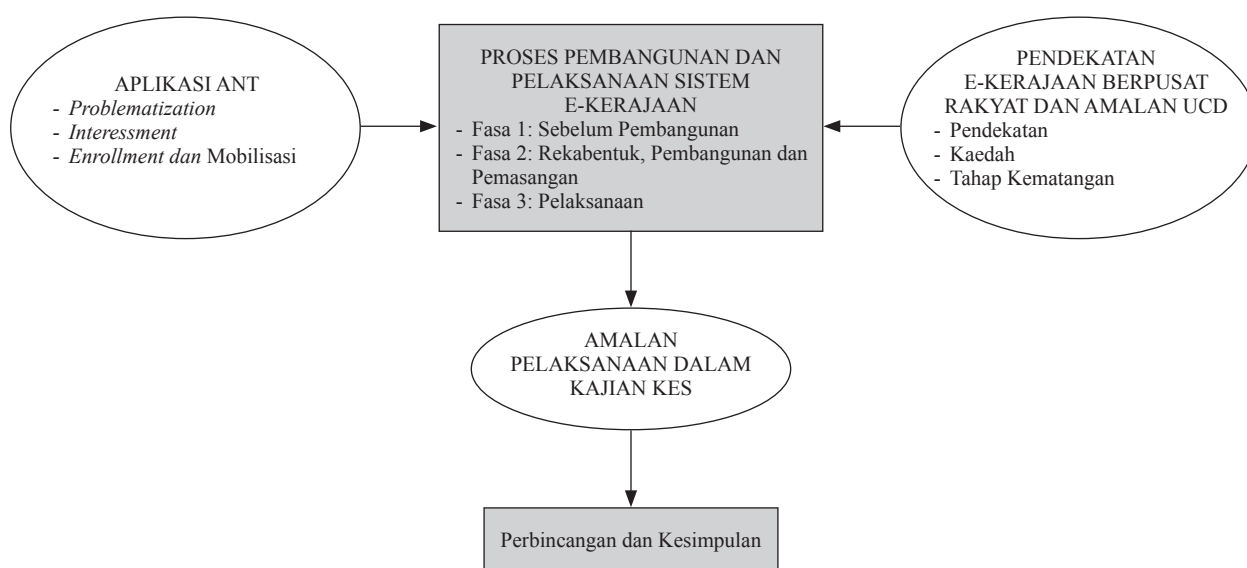 APLIKASI ANT
- Problematization
- Interessment
- Enrollment dan Mobilisasi
PROSES PEMBANGUNAN DAN
PELAKSANAAN SISTEM
E-KERAJAAN
- Fasa 1: Sebelum Pembangunan
- Fasa 2: Rekabentuk, Pembangunan dan
Pemasangan
- Fasa 3: Pelaksanaan
PENDEKATAN
E-KERAJAAN BERPUSAT
RAKYAT DAN AMALAN UCD
- Pendekatan
- Kaedah
- Tahap Kematangan
AMALAN
PELAKSANAAN DALAM
KAJIAN KES
Perbincangan dan Kesimpulan